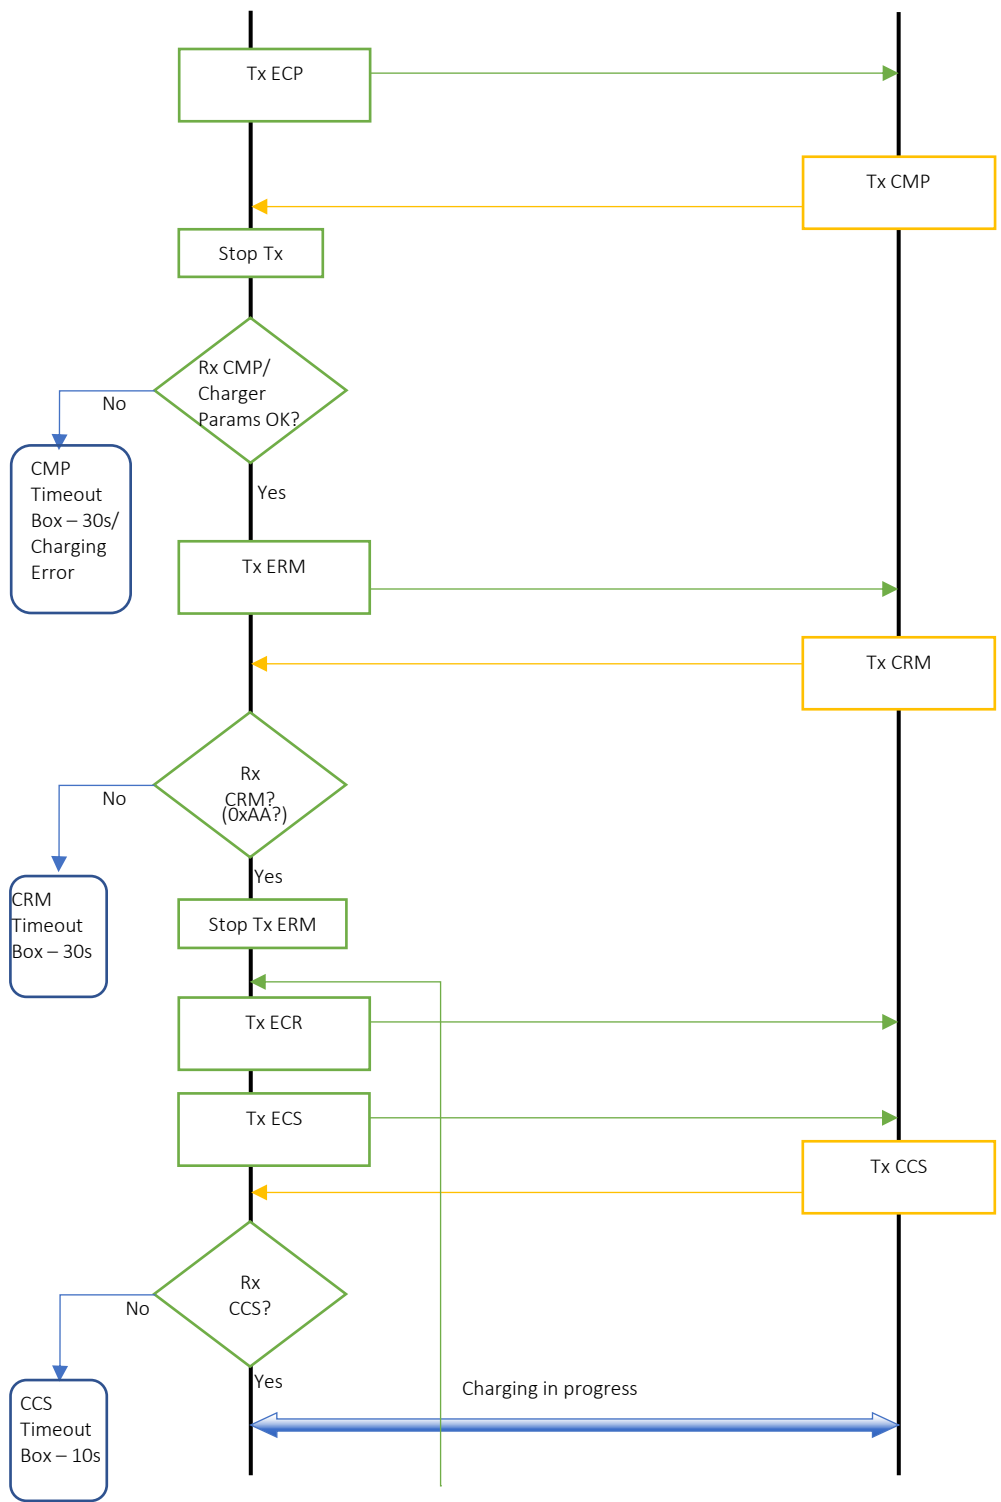 Tx ECP
Tx CMP
Stop Tx
Rx CMP/
Charger
Params OK?
No
CMP
Timeout
Box – 30s/
Charging
Error
Yes
Tx ERM
Tx CRM
Rx
CRM?
(0xAA?)
No
Yes
CRM
Timeout
Box – 30s
Stop Tx ERM
Tx ECR
Tx ECS
Tx CCS
Rx
CCS?
No
Yes
Charging in progress
CCS
Timeout
Box – 10s